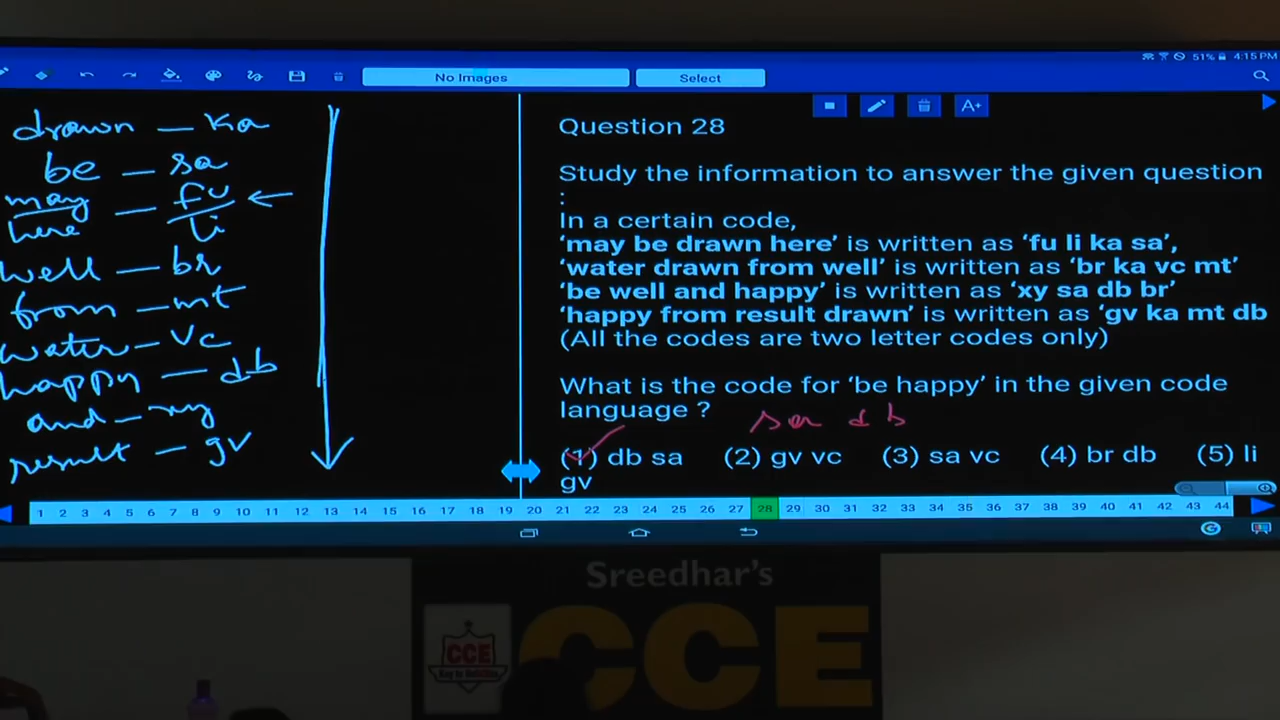 51% 4:15 PM
No Images
Select
A+
drawn — ka
be — sa
may — fu
here li
well — br
from — mt
water — vc
happy — db
and — xy
result — gv
Question 28
Study the information to answer the given question
:
In a certain code,
‘may be drawn here’ is written as ‘fu li ka sa’,
‘water drawn from well’ is written as ‘br ka vc mt’
‘be well and happy’ is written as ‘xy sa db br’
‘happy from result drawn’ is written as ‘gv ka mt db
(All the codes are two letter codes only)
What is the code for ‘be happy’ in the given code
language ?
sa db
(1) db sa (2) gv vc (3) sa vc (4) br db (5) li
gv
1 2 3 4 5 6 7 8 9 10 11 12 13 14 15 16 17 18 19 20 21 22 23 24 25 26 27 28 29 30 31 32 33 34 35 36 37 38 39 40 41 42 43 44
Sreedhar's
CCE
CCE